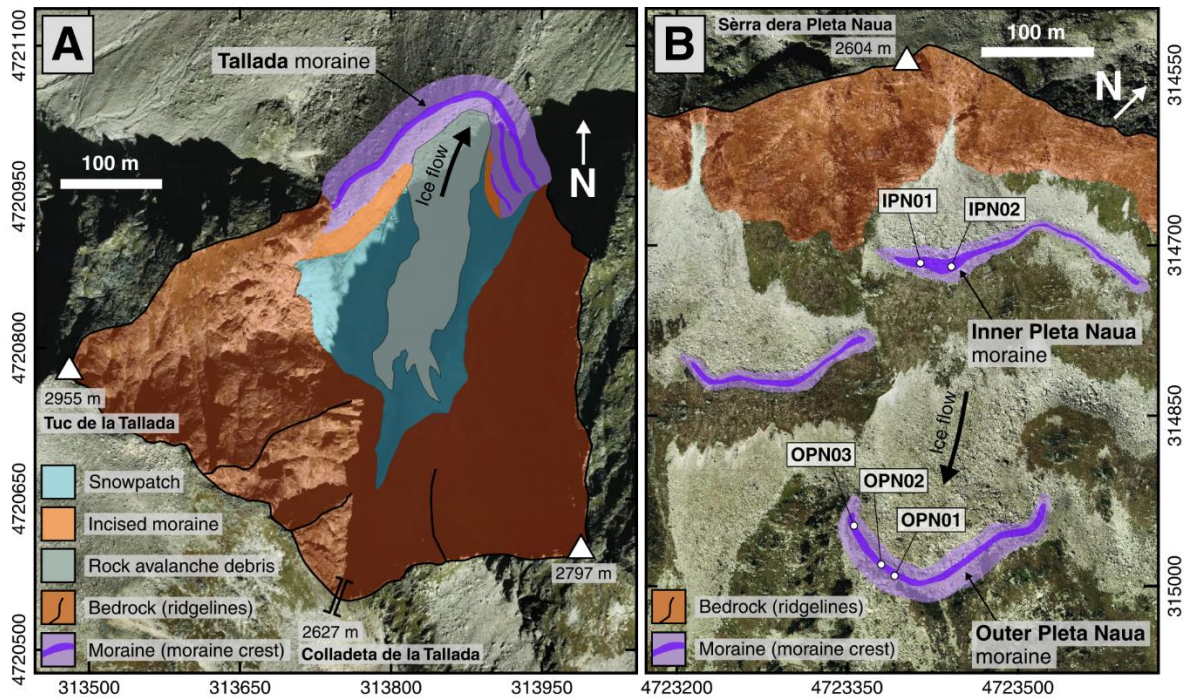 A
Tallada moraine
100 m
N
Ice flow
2955 m
Tuc de la Tallada
Snowpatch
Incised moraine
Rock avalanche debris
Bedrock (ridgelines)
Moraine (moraine crest)
2797 m
2627 m
Colladeta de la Tallada
4721100
4720950
4720800
4720650
4720500
313500
313650
313800
313950
B
Sèrra dera Pleta Naua
2604 m
100 m
N
IPN01
IPN02
Inner Pleta Naua
moraine
Ice flow
OPN03
OPN02
OPN01
Outer Pleta Naua
moraine
Bedrock (ridgelines)
Moraine (moraine crest)
314550
314700
314850
315000
4723200
4723350
4723500